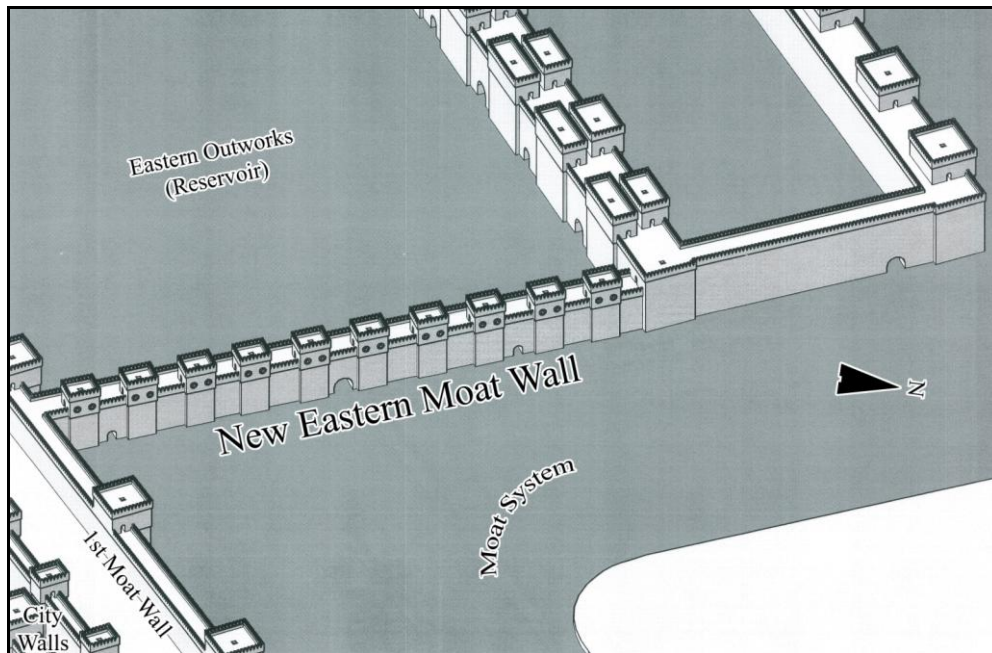 Eastern Outworks
(Reservoir)
New Eastern Moat Wall
N
Moat System
1st Moat Wall
City
Walls